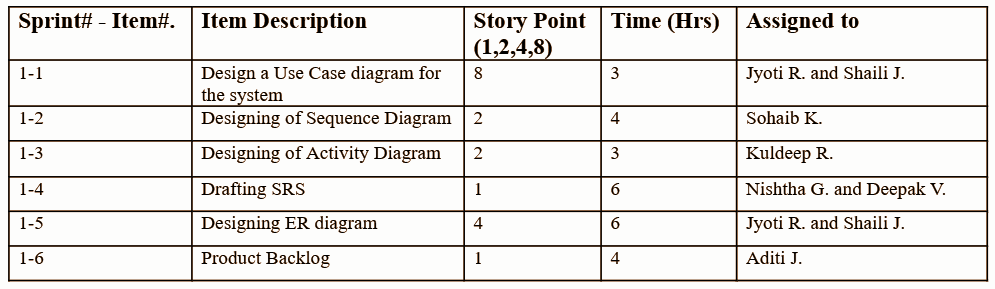 Sprint# - Item#. Item Description Story Point Time (Hrs) Assigned to
(1,2,4,8)
1-1 Design a Use Case diagram for 8 3 Jyoti R. and Shaili J.
the system
1-2 Designing of Sequence Diagram 2 4 Sohaib K.
1-3 Designing of Activity Diagram 2 3 Kuldeep R.
1-4 Drafting SRS 1 6 Nishtha G. and Deepak V.
1-5 Designing ER diagram 4 6 Jyoti R. and Shaili J.
1-6 Product Backlog 1 4 Aditi J.